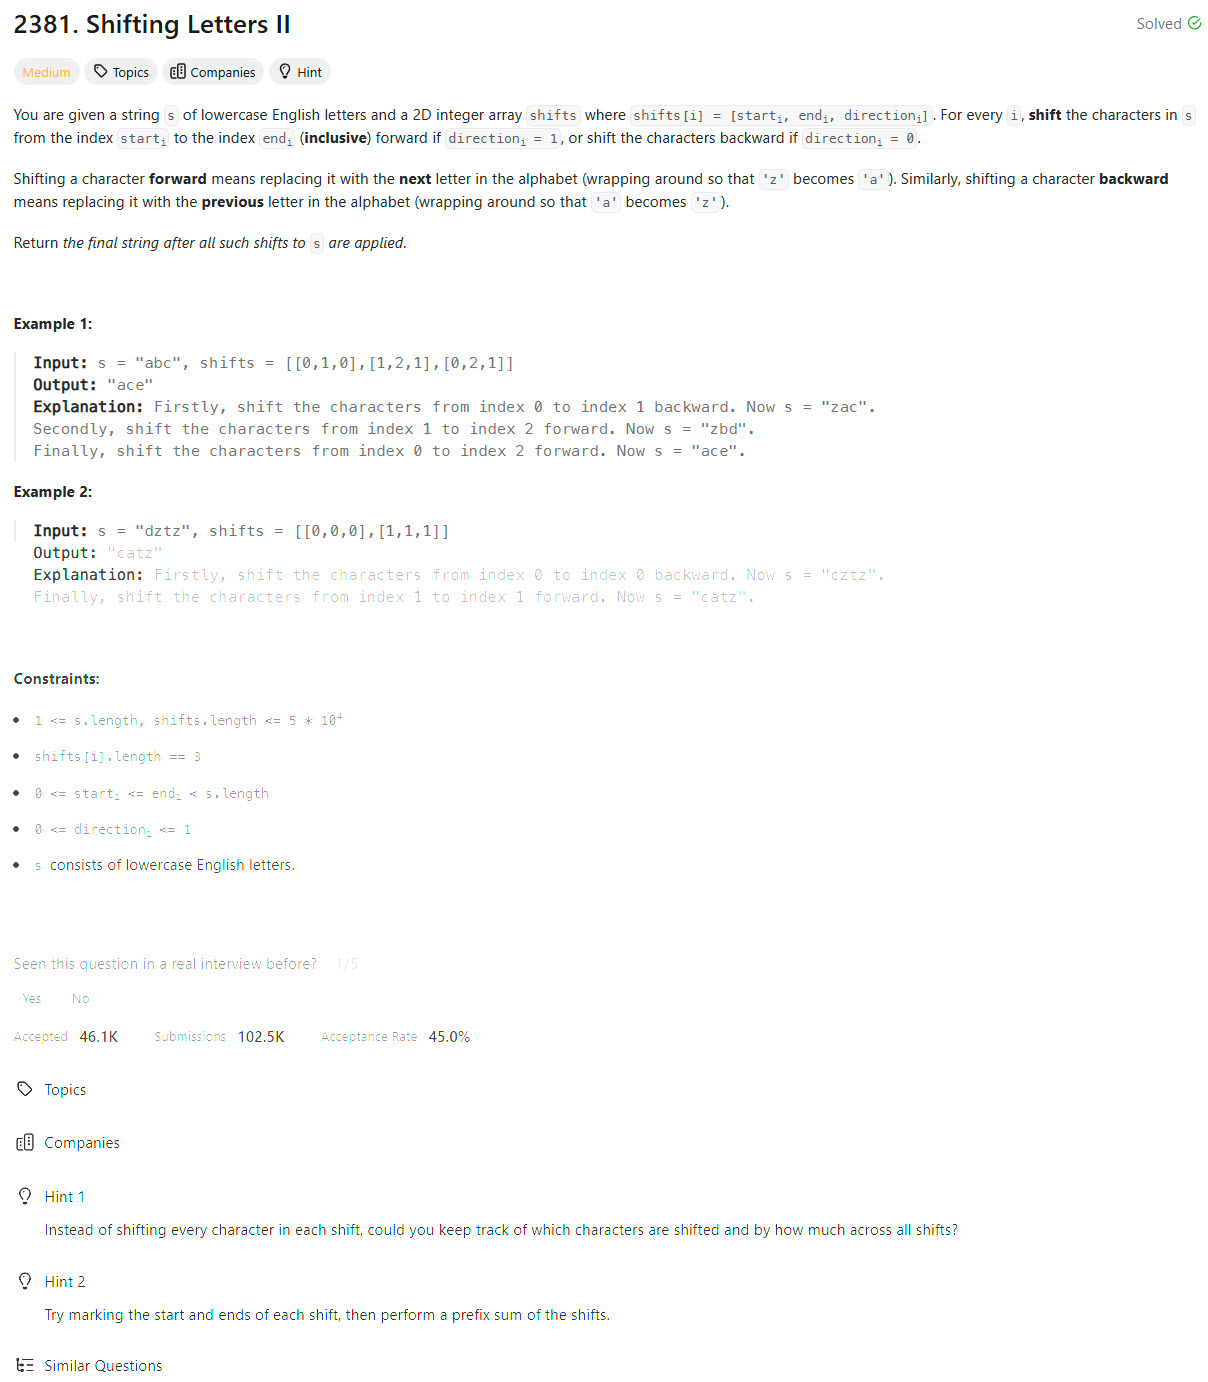 2381. Shifting Letters II
Solved
Medium Topics Companies Hint
You are given a string s of lowercase English letters and a 2D integer array shifts where shifts[i] = [startᵢ, endᵢ, directionᵢ]. For every i, shift the characters in s
from the index startᵢ to the index endᵢ (inclusive) forward if directionᵢ = 1, or shift the characters backward if directionᵢ = 0.
Shifting a character forward means replacing it with the next letter in the alphabet (wrapping around so that 'z' becomes 'a'). Similarly, shifting a character backward
means replacing it with the previous letter in the alphabet (wrapping around so that 'a' becomes 'z').
Return the final string after all such shifts to s are applied.
Example 1:
Input: s = "abc", shifts = [[0,1,0],[1,2,1],[0,2,1]]
Output: "ace"
Explanation: Firstly, shift the characters from index 0 to index 1 backward. Now s = "zac".
Secondly, shift the characters from index 1 to index 2 forward. Now s = "zbd".
Finally, shift the characters from index 0 to index 2 forward. Now s = "ace".
Example 2:
Input: s = "dztz", shifts = [[0,0,0],[1,1,1]]
Output: "catz"
Explanation: Firstly, shift the characters from index 0 to index 0 backward. Now s = "cztz".
Finally, shift the characters from index 1 to index 1 forward. Now s = "catz".
Constraints:
• 1 <= s.length, shifts.length <= 5 * 10⁴
• shifts[i].length == 3
• 0 <= startᵢ <= endᵢ < s.length
• 0 <= directionᵢ <= 1
• s consists of lowercase English letters.
Seen this question in a real interview before? 1/5
Yes No
Accepted 46.1K Submissions 102.5K Acceptance Rate 45.0%
Topics
Companies
Hint 1
Instead of shifting every character in each shift, could you keep track of which characters are shifted and by how much across all shifts?
Hint 2
Try marking the start and ends of each shift, then perform a prefix sum of the shifts.
Similar Questions